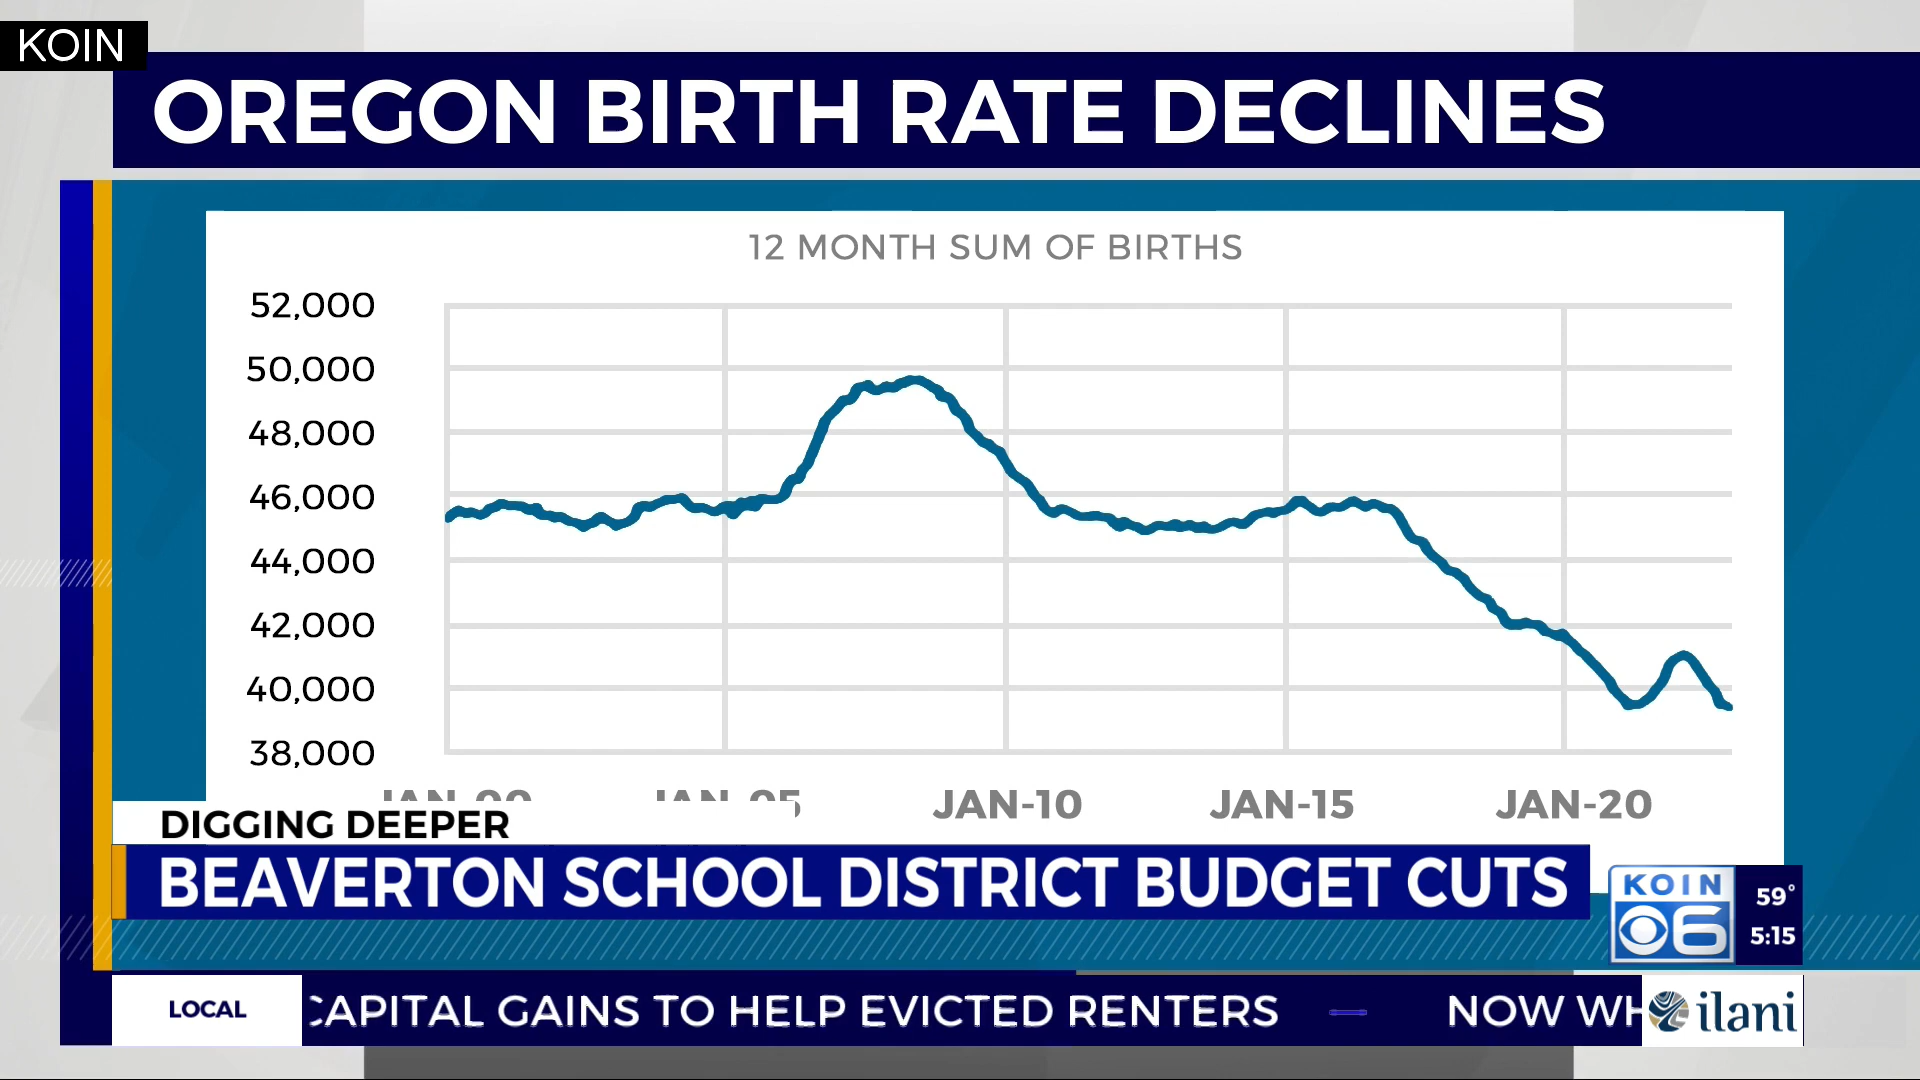 KOIN
OREGON BIRTH RATE DECLINES
12 MONTH SUM OF BIRTHS
52,000
50,000
48,000
46,000
44,000
42,000
40,000
38,000
JAN-10 JAN-15 JAN-20
DIGGING DEEPER
BEAVERTON SCHOOL DISTRICT BUDGET CUTS
KOIN
6
59°
5:15
LOCAL
CAPITAL GAINS TO HELP EVICTED RENTERS — NOW WH
ilani